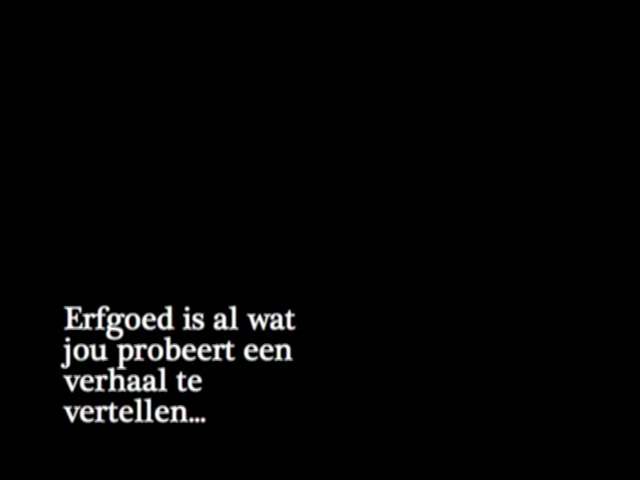 Erfgoed is al wat
jou probeert een
verhaal te
vertellen...